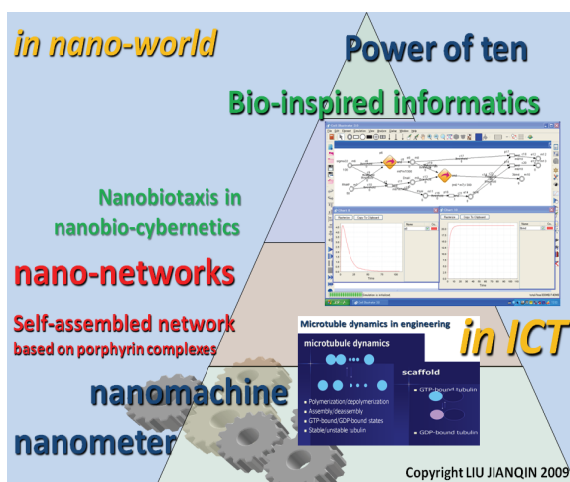 in nano-world
Power of ten
Bio-inspired informatics
Nanobiotaxis in
nanobio-cybernetics
nano-networks
Self-assembled network
based on porphyrin complexes
in ICT
Microtuble dynamics in engineering
microtubule dynamics
▪ Polymerization/depolymerization
▪ Assembly/deassembly
▪ GTP-bound/GDP-bound states
▪ Stable/unstable ubulin
scaffold
▪ GTP-bound tubulin
▪ GDP-bound tubulin
nanomachine
nanometer
Copyright LIU JIANQIN 2009